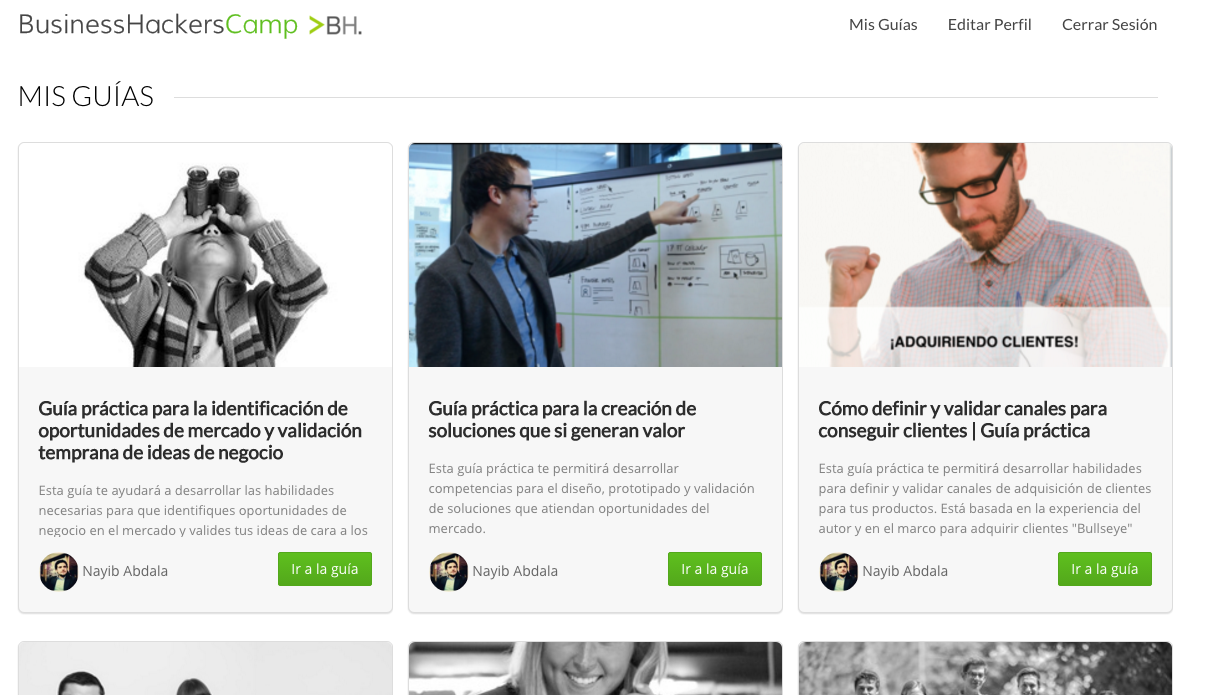 BusinessHackersCamp >BH.
Mis Guías Editar Perfil Cerrar Sesión
MIS GUÍAS
¡ADQUIRIENDO CLIENTES!
Guía práctica para la identificación de
oportunidades de mercado y validación
temprana de ideas de negocio
Esta guía te ayudará a desarrollar las habilidades
necesarias para que identifiques oportunidades de
negocio en el mercado y valides tus ideas de cara a los
Nayib Abdala
Ir a la guía
Guía práctica para la creación de
soluciones que si generan valor
Esta guía práctica te permitirá desarrollar
competencias para el diseño, prototipado y validación
de soluciones que atiendan oportunidades del
mercado.
Nayib Abdala
Ir a la guía
Cómo definir y validar canales para
conseguir clientes | Guía práctica
Esta guía práctica te permitirá desarrollar habilidades
para definir y validar canales de adquisición de clientes
para tus productos. Está basada en la experiencia del
autor y en el marco para adquirir clientes "Bullseye"
Nayib Abdala
Ir a la guía